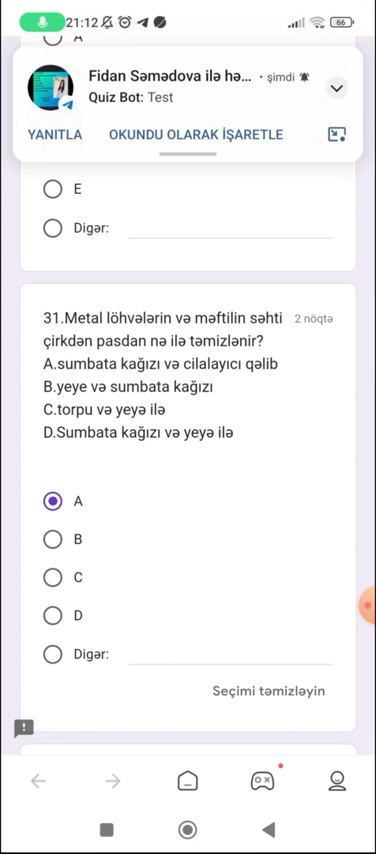 21:12
66
A
Fidan Səmədova ilə hə... • şimdi
Quiz Bot: Test
YANITLA
OKUNDU OLARAK İŞARETLE
E
Digər:
31.Metal löhvələrin və məftilin səhti 2 nöqtə
çirkdən pasdan nə ilə təmizlənir?
A.sumbata kağızı və cilalayıcı qəlib
B.yeye və sumbata kağızı
C.torpu və yeyə ilə
D.Sumbata kağızı və yeyə ilə
A
B
C
D
Digər:
Seçimi təmizləyin